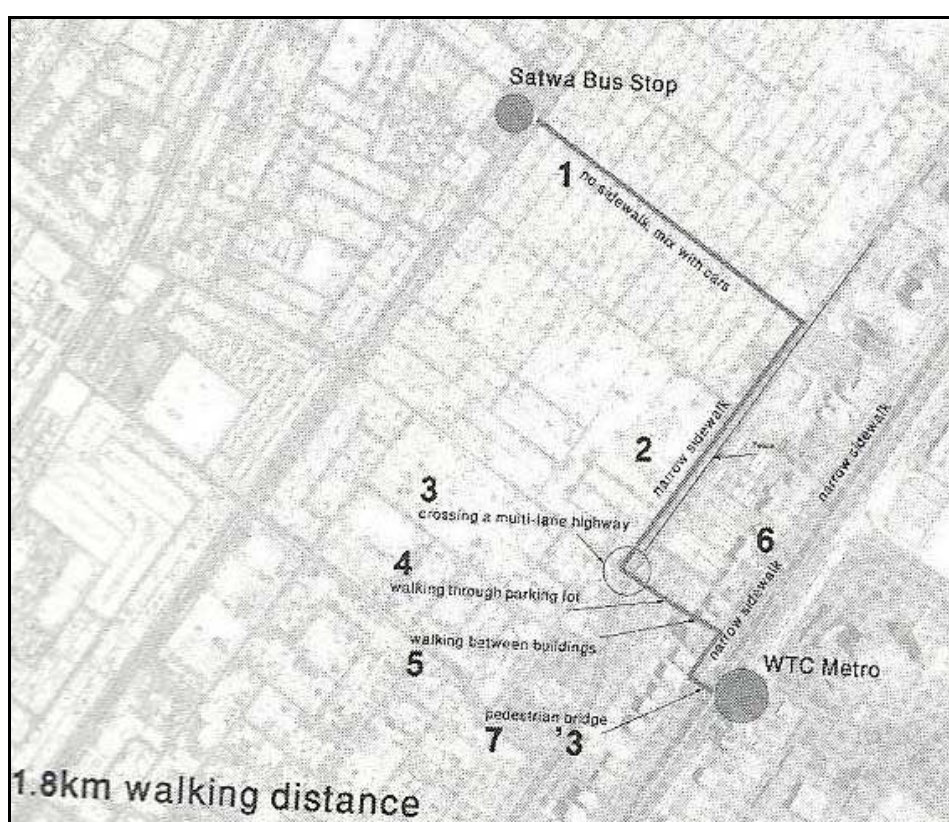 Satwa Bus Stop
1
no sidewalk, mix with cars
2
narrow sidewalk
narrow sidewalk
3
crossing a multi-lane highway
6
4
walking through parking lot
narrow sidewalk
walking between buildings
5
WTC Metro
pedestrian bridge
7 '3
1.8km walking distance